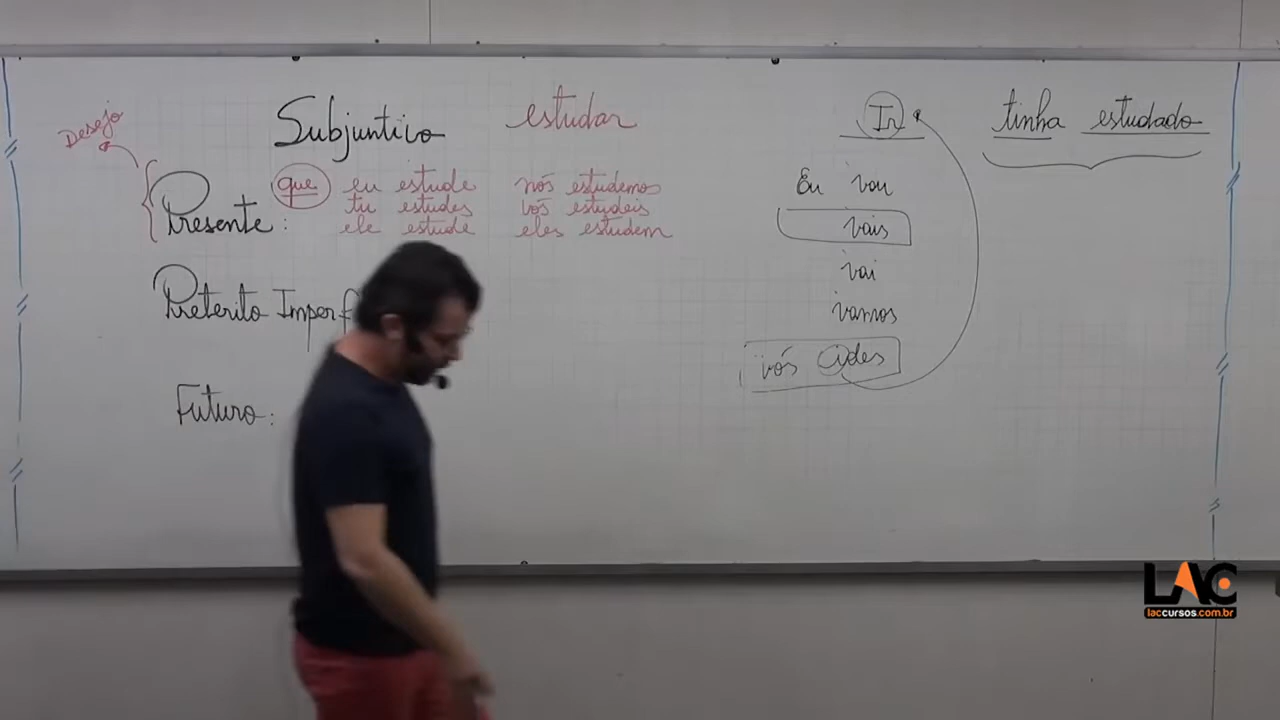 Desejo
Subjuntivo
estudar
Presente:
que eu estude
tu estudes
ele estude
nós estudemos
vós estudeis
eles estudem
Preterito Imperf
Futuro:
Ir
Eu vou
vais
vai
vamos
vós ides
tinha estudado
LAC
laccursos.com.br